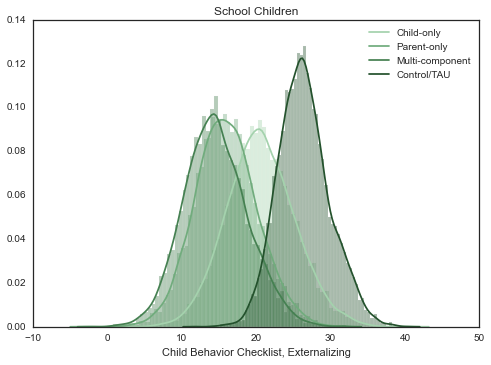 School Children
0.14
0.12
0.10
0.08
0.06
0.04
0.02
0.00
Child-only
Parent-only
Multi-component
Control/TAU
−10 0 10 20 30 40 50
Child Behavior Checklist, Externalizing